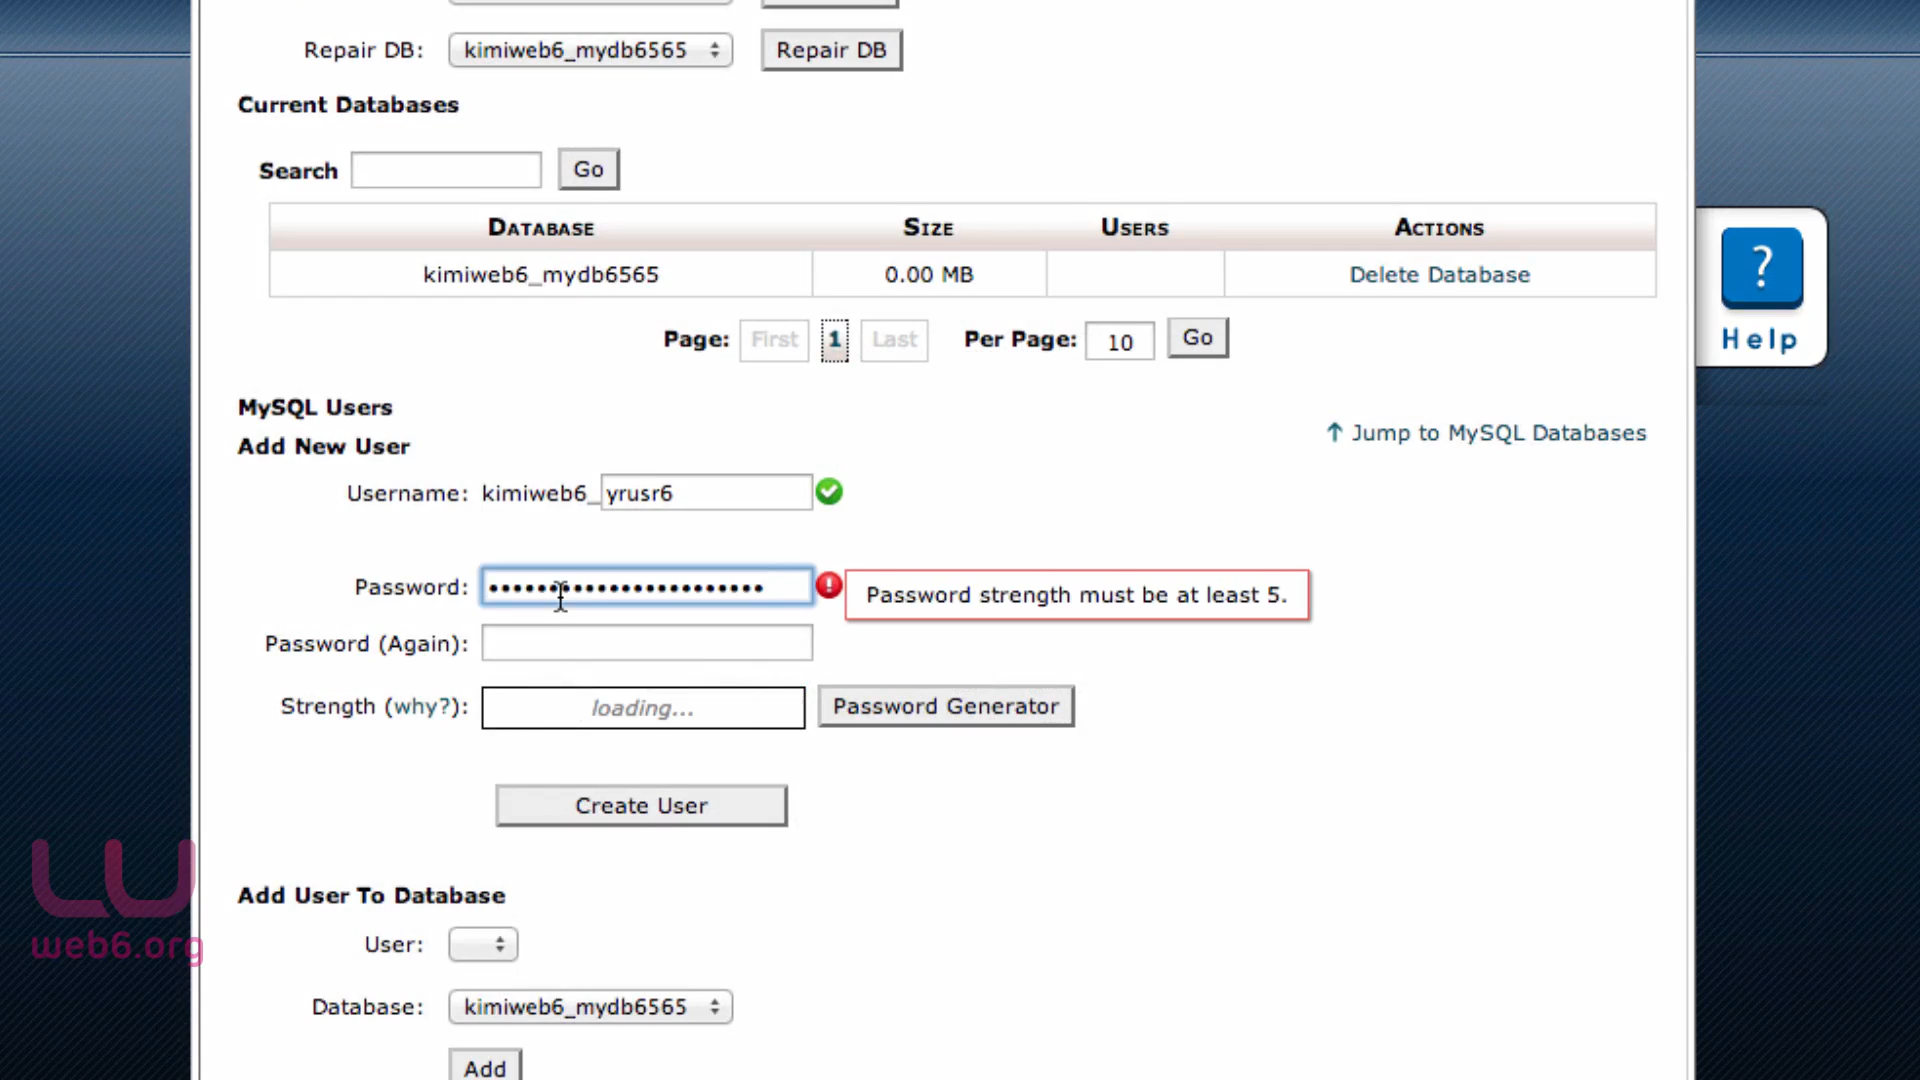 Repair DB: kimiweb6_mydb6565 Repair DB
Current Databases
Search Go
DATABASE SIZE USERS ACTIONS
kimiweb6_mydb6565 0.00 MB Delete Database
Page: First 1 Last Per Page: 10 Go
MySQL Users
↑ Jump to MySQL Databases
Add New User
Username: kimiweb6_ yrusr6
Password: ••••••••••••••••••••••• Password strength must be at least 5.
Password (Again):
Strength (why?): loading... Password Generator
Create User
Add User To Database
User:
Database: kimiweb6_mydb6565
Add
? Help
web6.org